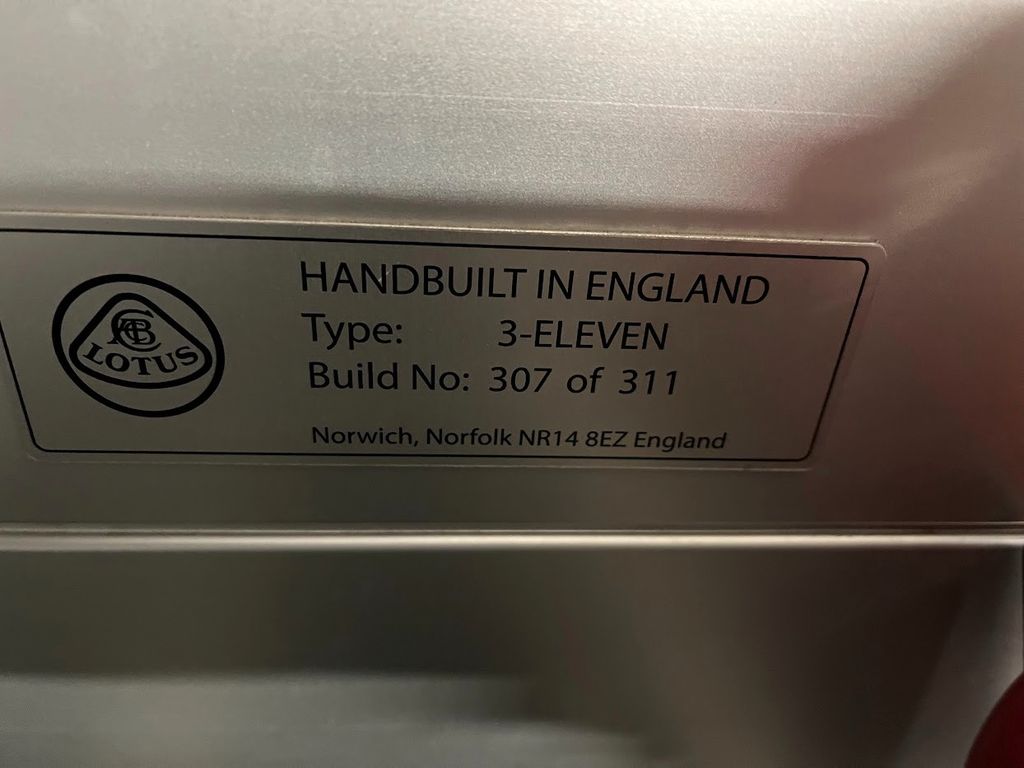 HANDBUILT IN ENGLAND
Type: 3-ELEVEN
Build No: 307 of 311
Norwich, Norfolk NR14 8EZ England
LOTUS